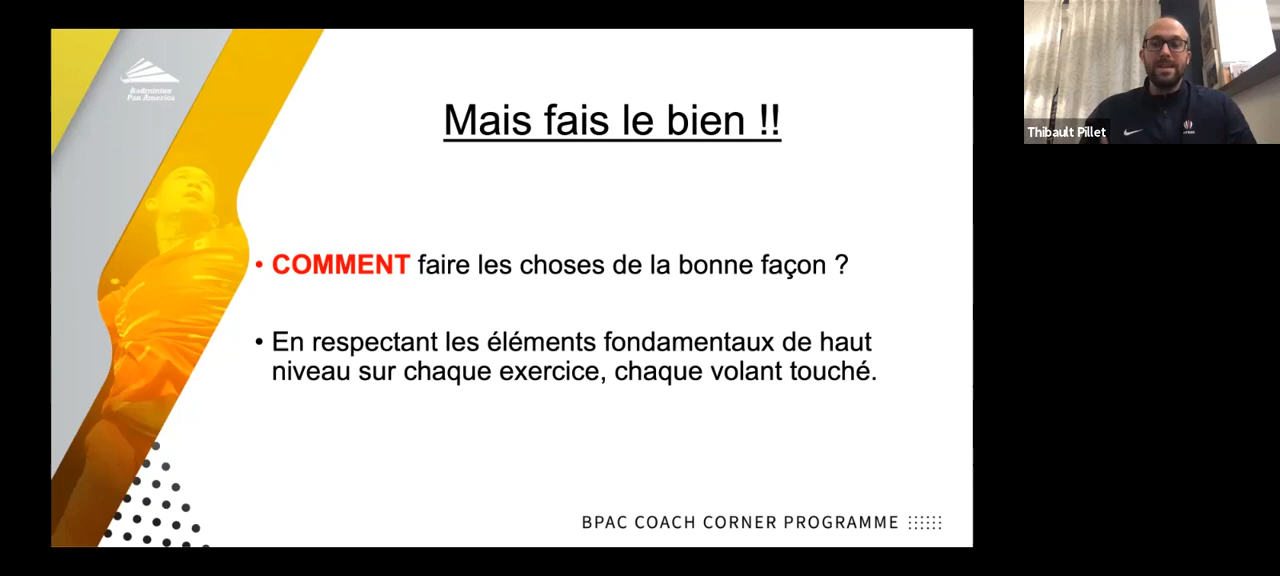 Badminton
Pan America
Mais fais le bien !!
• COMMENT faire les choses de la bonne façon ?
• En respectant les éléments fondamentaux de haut
niveau sur chaque exercice, chaque volant touché.
BPAC COACH CORNER PROGRAMME
Thibault Pillet